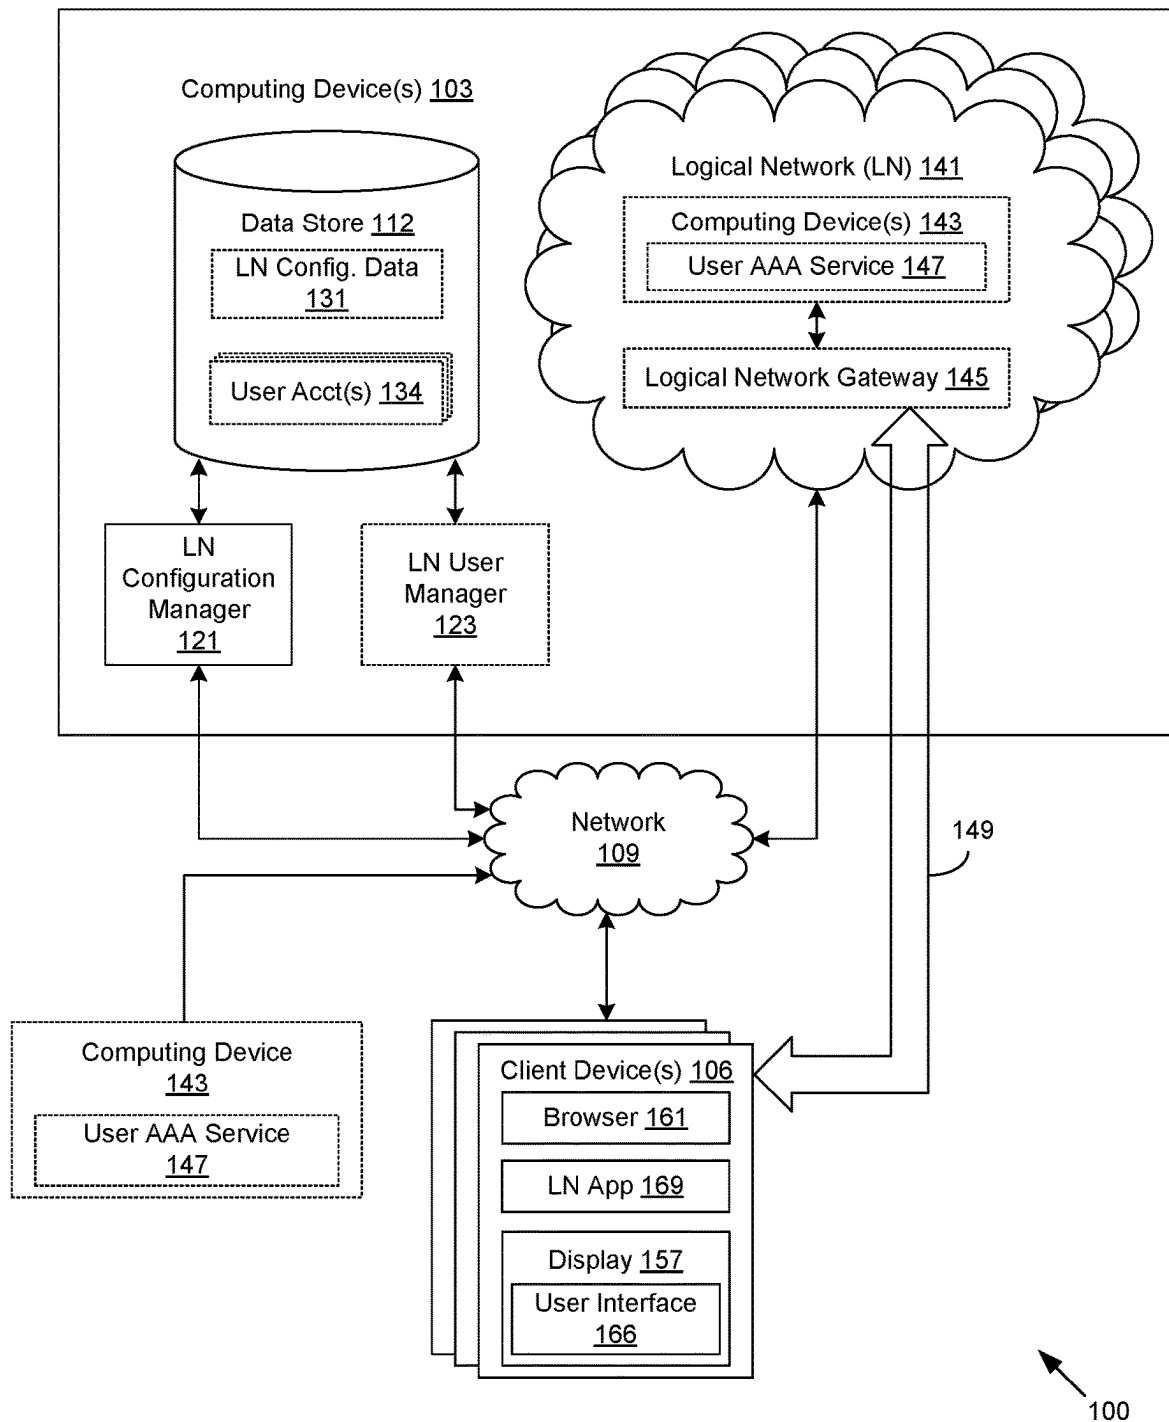 Computing Device(s) 103
Data Store 112
LN Config. Data
131
User Acct(s) 134
Logical Network (LN) 141
Computing Device(s) 143
User AAA Service 147
Logical Network Gateway 145
LN
Configuration
Manager
121
LN User
Manager
123
Network
109
149
Computing Device
143
User AAA Service
147
Client Device(s) 106
Browser 161
LN App 169
Display 157
User Interface
166
100